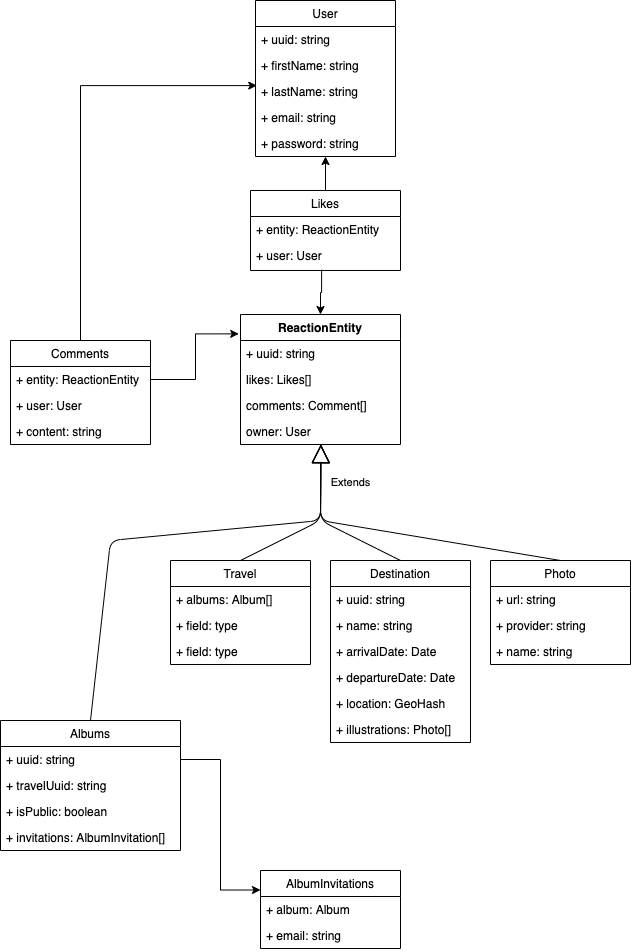 User
+ uuid: string
+ firstName: string
+ lastName: string
+ email: string
+ password: string
Likes
+ entity: ReactionEntity
+ user: User
ReactionEntity
+ uuid: string
likes: Likes[]
comments: Comment[]
owner: User
Comments
+ entity: ReactionEntity
+ user: User
+ content: string
Extends
Travel
+ albums: Album[]
+ field: type
+ field: type
Destination
+ uuid: string
+ name: string
+ arrivalDate: Date
+ departureDate: Date
+ location: GeoHash
+ illustrations: Photo[]
Photo
+ url: string
+ provider: string
+ name: string
Albums
+ uuid: string
+ travelUuid: string
+ isPublic: boolean
+ invitations: AlbumInvitation[]
AlbumInvitations
+ album: Album
+ email: string